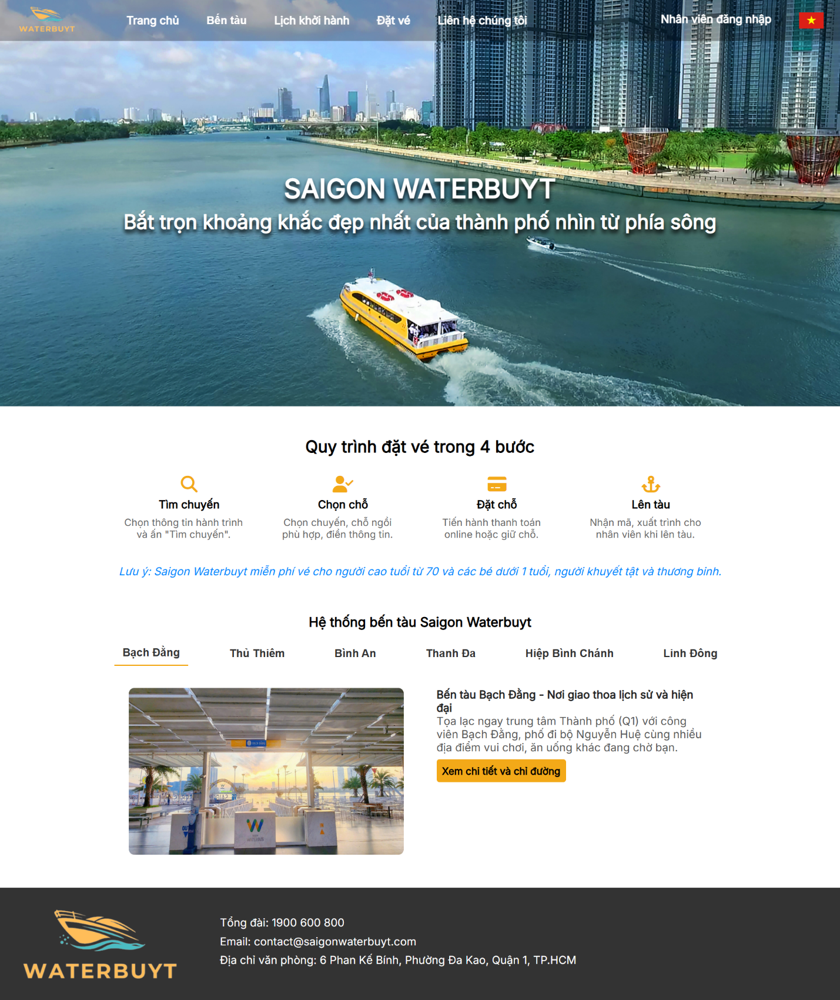 WATERBUYT
Trang chủ
Bến tàu
Lịch khởi hành
Đặt vé
Liên hệ chúng tôi
Nhân viên đăng nhập
SAIGON WATERBUYT
Bắt trọn khoảng khắc đẹp nhất của thành phố nhìn từ phía sông
Quy trình đặt vé trong 4 bước
Tìm chuyến
Chọn thông tin hành trình
và ấn "Tìm chuyến".
Chọn chỗ
Chọn chuyến, chỗ ngồi
phù hợp, điền thông tin.
Đặt chỗ
Tiến hành thanh toán
online hoặc giữ chỗ.
Lên tàu
Nhận mã, xuất trình cho
nhân viên khi lên tàu.
Lưu ý: Saigon Waterbuyt miễn phí vé cho người cao tuổi từ 70 và các bé dưới 1 tuổi, người khuyết tật và thương binh.
Hệ thống bến tàu Saigon Waterbuyt
Bạch Đằng
Thủ Thiêm
Bình An
Thanh Đa
Hiệp Bình Chánh
Linh Đông
BẠCH ĐẰNG
OUT
IN
Bến tàu Bạch Đằng - Nơi giao thoa lịch sử và hiện
đại
Tọa lạc ngay trung tâm Thành phố (Q1) với công
viên Bạch Đằng, phố đi bộ Nguyễn Huệ cùng nhiều
địa điểm vui chơi, ăn uống khác đang chờ bạn.
Xem chi tiết và chỉ đường
WATERBUYT
Tổng đài: 1900 600 800
Email: contact@saigonwaterbuyt.com
Địa chỉ văn phòng: 6 Phan Kế Bính, Phường Đa Kao, Quận 1, TP.HCM